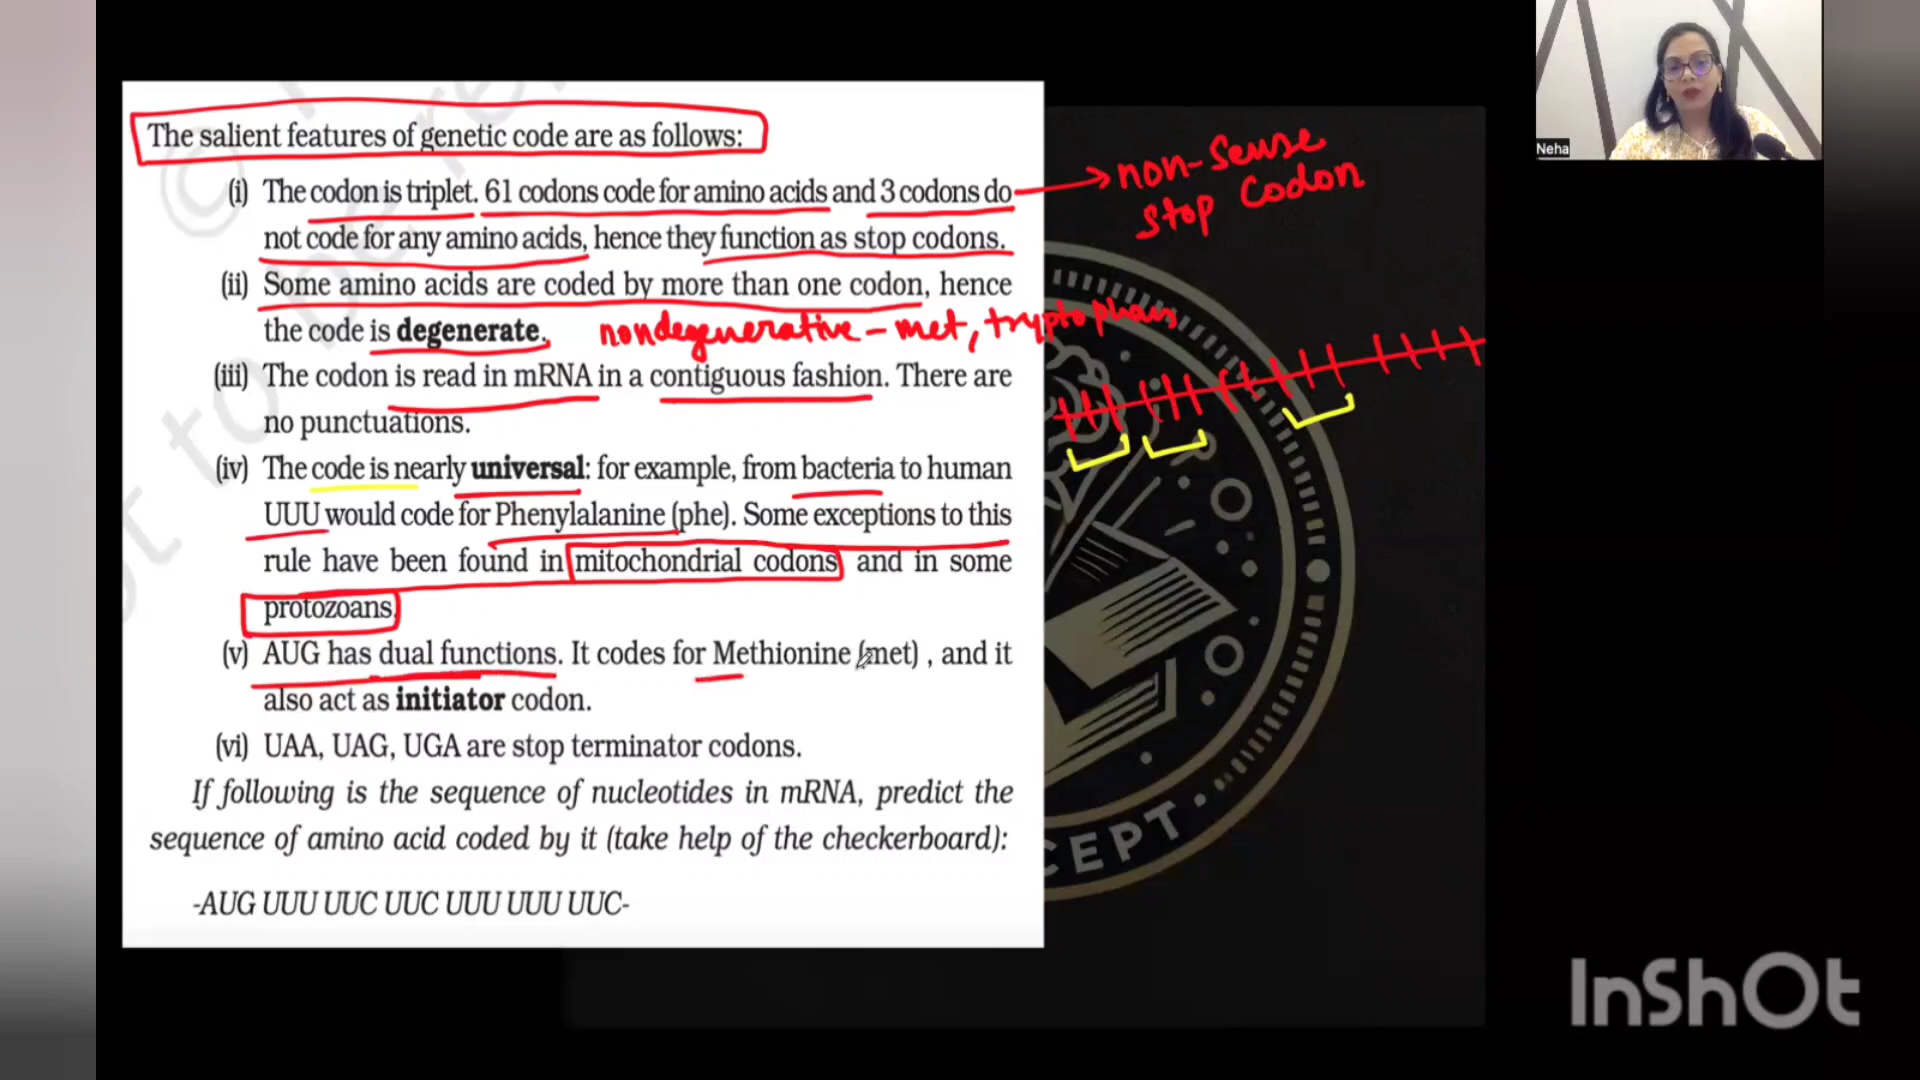 The salient features of genetic code are as follows:
(i) The codon is triplet. 61 codons code for amino acids and 3 codons do
not code for any amino acids, hence they function as stop codons.
non-Sense
Stop Codon
(ii) Some amino acids are coded by more than one codon, hence
the code is degenerate.
nondegenerative - met, tryptophan
(iii) The codon is read in mRNA in a contiguous fashion. There are
no punctuations.
(iv) The code is nearly universal: for example, from bacteria to human
UUU would code for Phenylalanine (phe). Some exceptions to this
rule have been found in mitochondrial codons and in some
protozoans.
(v) AUG has dual functions. It codes for Methionine (met) , and it
also act as initiator codon.
(vi) UAA, UAG, UGA are stop terminator codons.
If following is the sequence of nucleotides in mRNA, predict the
sequence of amino acid coded by it (take help of the checkerboard):
-AUG UUU UUC UUC UUU UUU UUC-
CEPT
Neha
InShOt